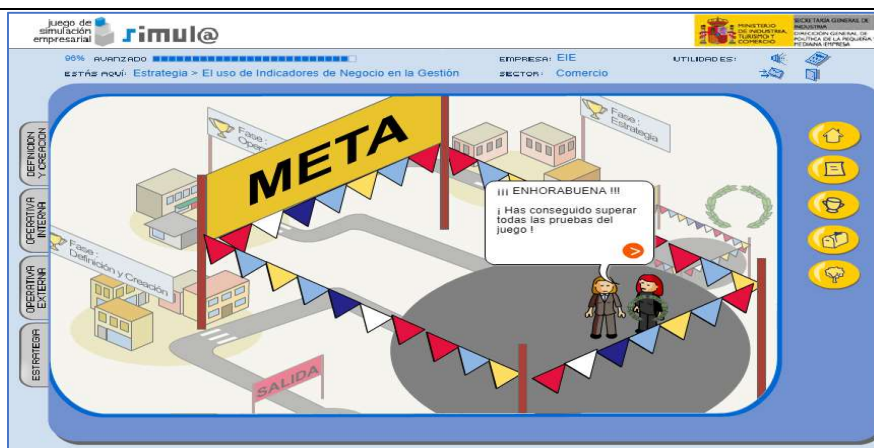 juego de
simulación
empresarial
simul@
MINISTERIO
DE INDUSTRIA,
TURISMO Y
COMERCIO
SECRETARÍA GENERAL DE
INDUSTRIA
DIRECCIÓN GENERAL DE
POLÍTICA DE LA PEQUEÑA Y
MEDIANA EMPRESA
96% AVANZADO
EMPRESA: EIE
UTILIDADES:
ESTÁS AQUÍ: Estrategia > El uso de Indicadores de Negocio en la Gestión
SECTOR: Comercio
DEFINICION
Y CREACION
OPERATIVA
INTERNA
OPERATIVA
EXTERNA
ESTRATEGIA
Fase:
Fase:
Estrategia
META
¡¡¡ ENHORABUENA !!!
¡ Has conseguido superar
todas las pruebas del
juego !
Fase:
Definición y Creación
SALIDA